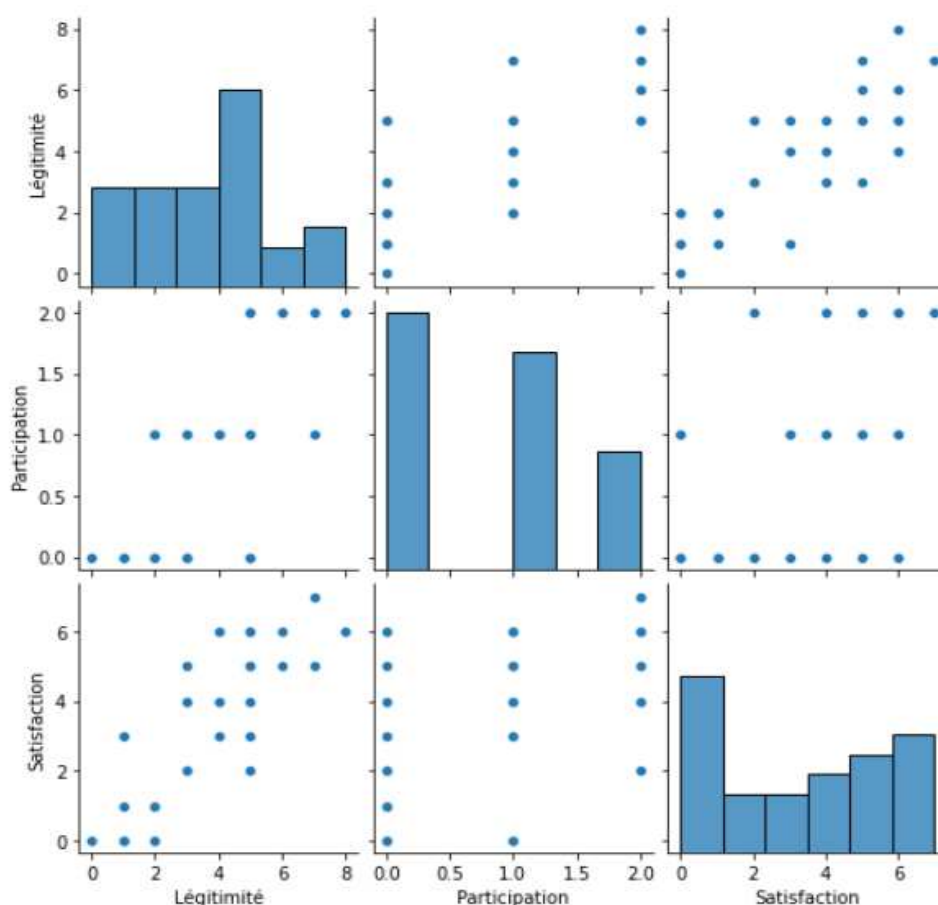 8
6
4
2
0
Légitimité
2.0
1.5
1.0
0.5
0.0
Participation
6
4
2
0
Satisfaction
0 2 4 6 8 0.0 0.5 1.0 1.5 2.0 0 2 4 6
Légitimité Participation Satisfaction